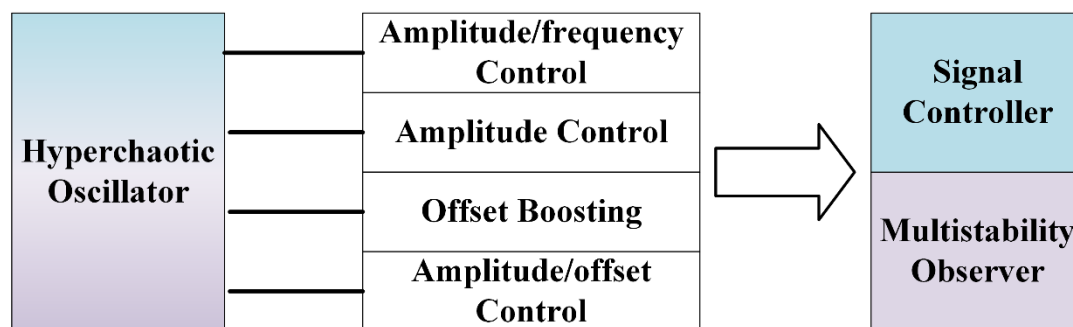 Hyperchaotic
Oscillator
Amplitude/frequency
Control
Amplitude Control
Offset Boosting
Amplitude/offset
Control
Signal
Controller
Multistability
Observer